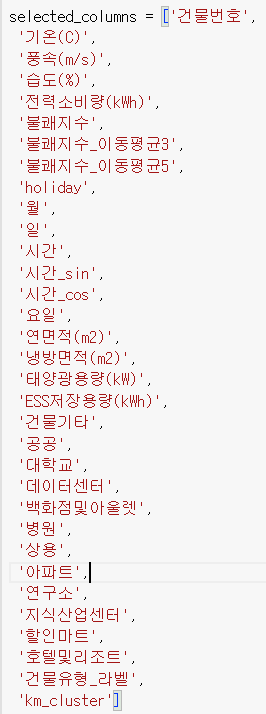 selected_columns = ['건물번호',
'기온(C)',
'풍속(m/s)',
'습도(%)',
'전력소비량(kWh)',
'불쾌지수',
'불쾌지수_이동평균3',
'불쾌지수_이동평균5',
'holiday',
'월',
'일',
'시간',
'시간_sin',
'시간_cos',
'요일',
'연면적(m2)',
'냉방면적(m2)',
'태양광용량(kW)',
'ESS저장용량(kWh)',
'건물기타',
'공공',
'대학교',
'데이터센터',
'백화점및아울렛',
'병원',
'상용',
'아파트',
'연구소',
'지식산업센터',
'할인마트',
'호텔및리조트',
'건물유형_라벨',
'km_cluster']